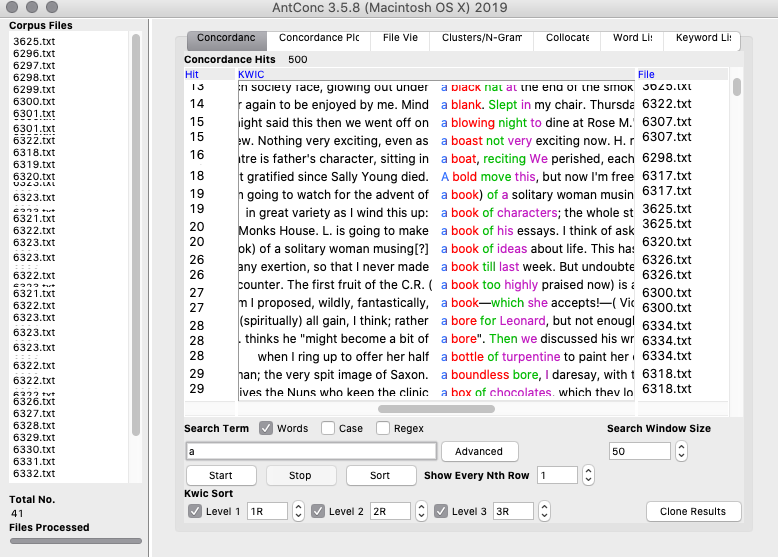 AntConc 3.5.8 (Macintosh OS X) 2019
Corpus Files
3625.txt
6296.txt
6297.txt
6298.txt
6299.txt
6300.txt
6301.txt
6301.txt
6322.txt
6318.txt
6319.txt
6320.txt
6323.txt
6323.txt
6321.txt
6322.txt
6323.txt
6323.txt
6322.txt
6323.txt
6321.txt
6322.txt
6323.txt
6323.txt
6322.txt
6322.txt
6322.txt
6326.txt
6327.txt
6328.txt
6329.txt
6330.txt
6331.txt
6332.txt
Total No.
41
Files Processed
Concordanc Concordance Plc File Vie Clusters/N-Gram Collocate Word Lis Keyword Lis
Concordance Hits 500
Hit KWIC File
13 h society face, glowing out under a black hat at the end of the smok 3625.txt
14 r again to be enjoyed by me. Mind a blank. Slept in my chair. Thursda 6322.txt
15 night said this then we went off on a blowing night to dine at Rose M. 6307.txt
15 ew. Nothing very exciting, even as a boast not very exciting now. H. r 6307.txt
16 tre is father's character, sitting in a boat, reciting We perished, each 6298.txt
18 t gratified since Sally Young died. A bold move this, but now I'm free 6317.txt
19 n going to watch for the advent of a book) of a solitary woman musin 6317.txt
19 in great variety as I wind this up: a book of characters; the whole st 3625.txt
20 Monks House. L. is going to make a book of his essays. I think of ask 3625.txt
20 ok) of a solitary woman musing[?] a book of ideas about life. This has 6320.txt
26 any exertion, so that I never made a book till last week. But undoubte 6326.txt
26 counter. The first fruit of the C.R. ( a book too highly praised now) is a 6326.txt
27 m I proposed, wildly, fantastically, a book—which she accepts!—( Vic 6300.txt
27 (spiritually) all gain, I think; rather a bore for Leonard, but not enough 6300.txt
28 . thinks he "might become a bit of a bore". Then we discussed his wr 6334.txt
28 when I ring up to offer her half a bottle of turpentine to paint her 6334.txt
28 nan; the very spit image of Saxon. a boundless bore, I daresay, with t 6334.txt
29 ives the Nuns who keep the clinic a box of chocolates, which they lo 6318.txt
29 6318.txt
Search Term Words Case Regex Search Window Size
a Advanced 50
Start Stop Sort Show Every Nth Row 1
Kwic Sort
Level 1 1R Level 2 2R Level 3 3R Clone Results